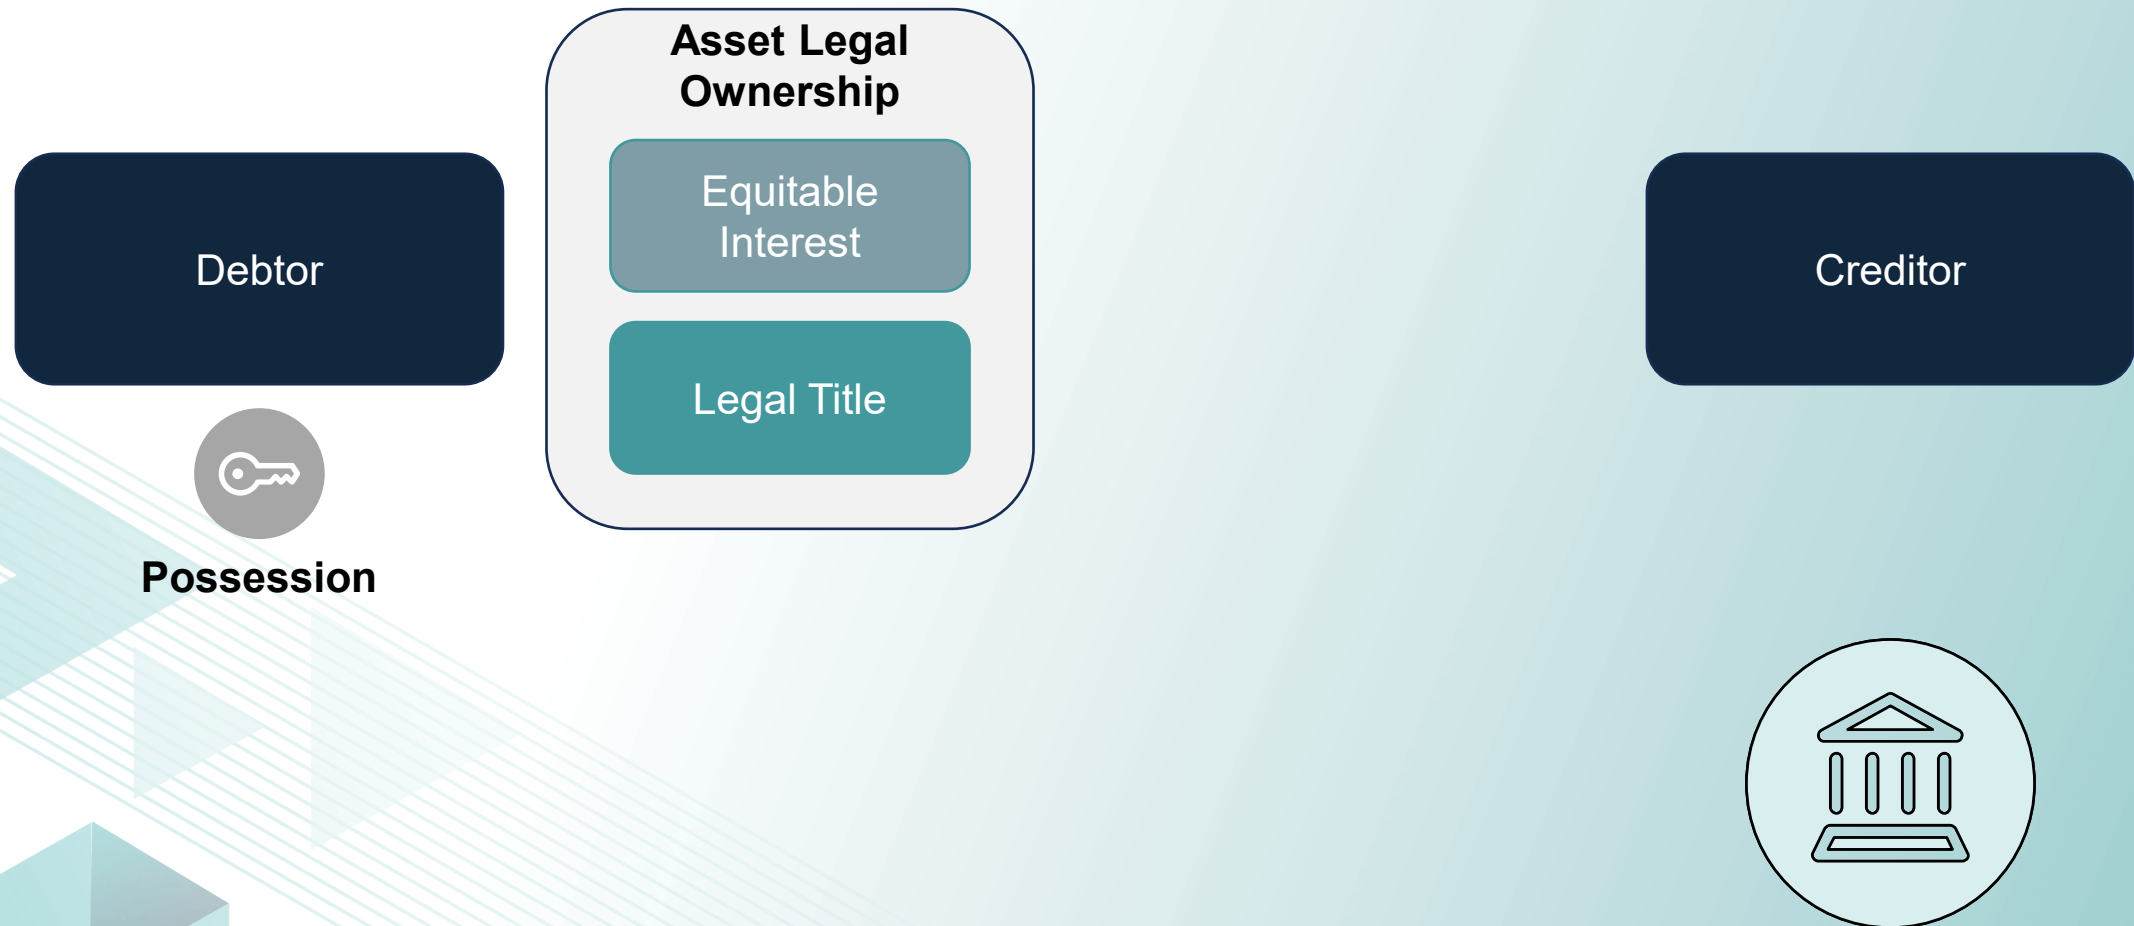 Asset Legal
Ownership
Equitable
Interest
Debtor
Creditor
Legal Title
Possession